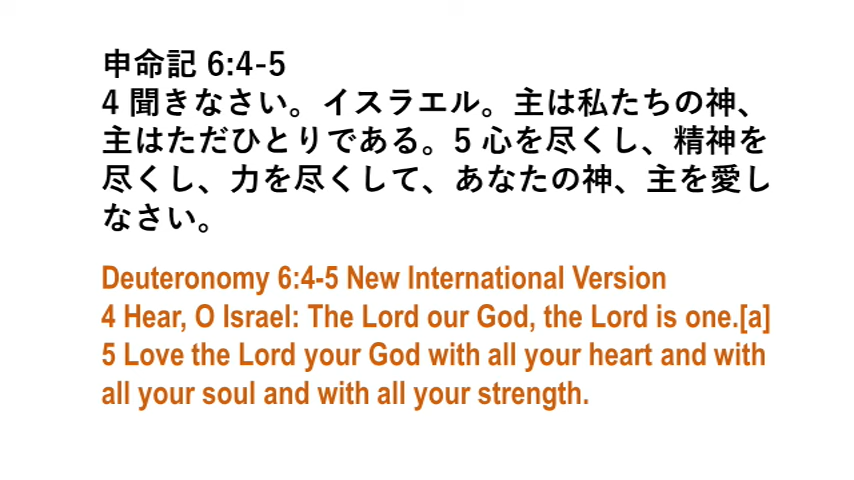 申命記 6:4-5
4 聞きなさい。イスラエル。主は私たちの神、
主はただひとりである。5 心を尽くし、精神を
尽くし、力を尽くして、あなたの神、主を愛し
なさい。
Deuteronomy 6:4-5 New International Version
4 Hear, O Israel: The Lord our God, the Lord is one.[a]
5 Love the Lord your God with all your heart and with
all your soul and with all your strength.